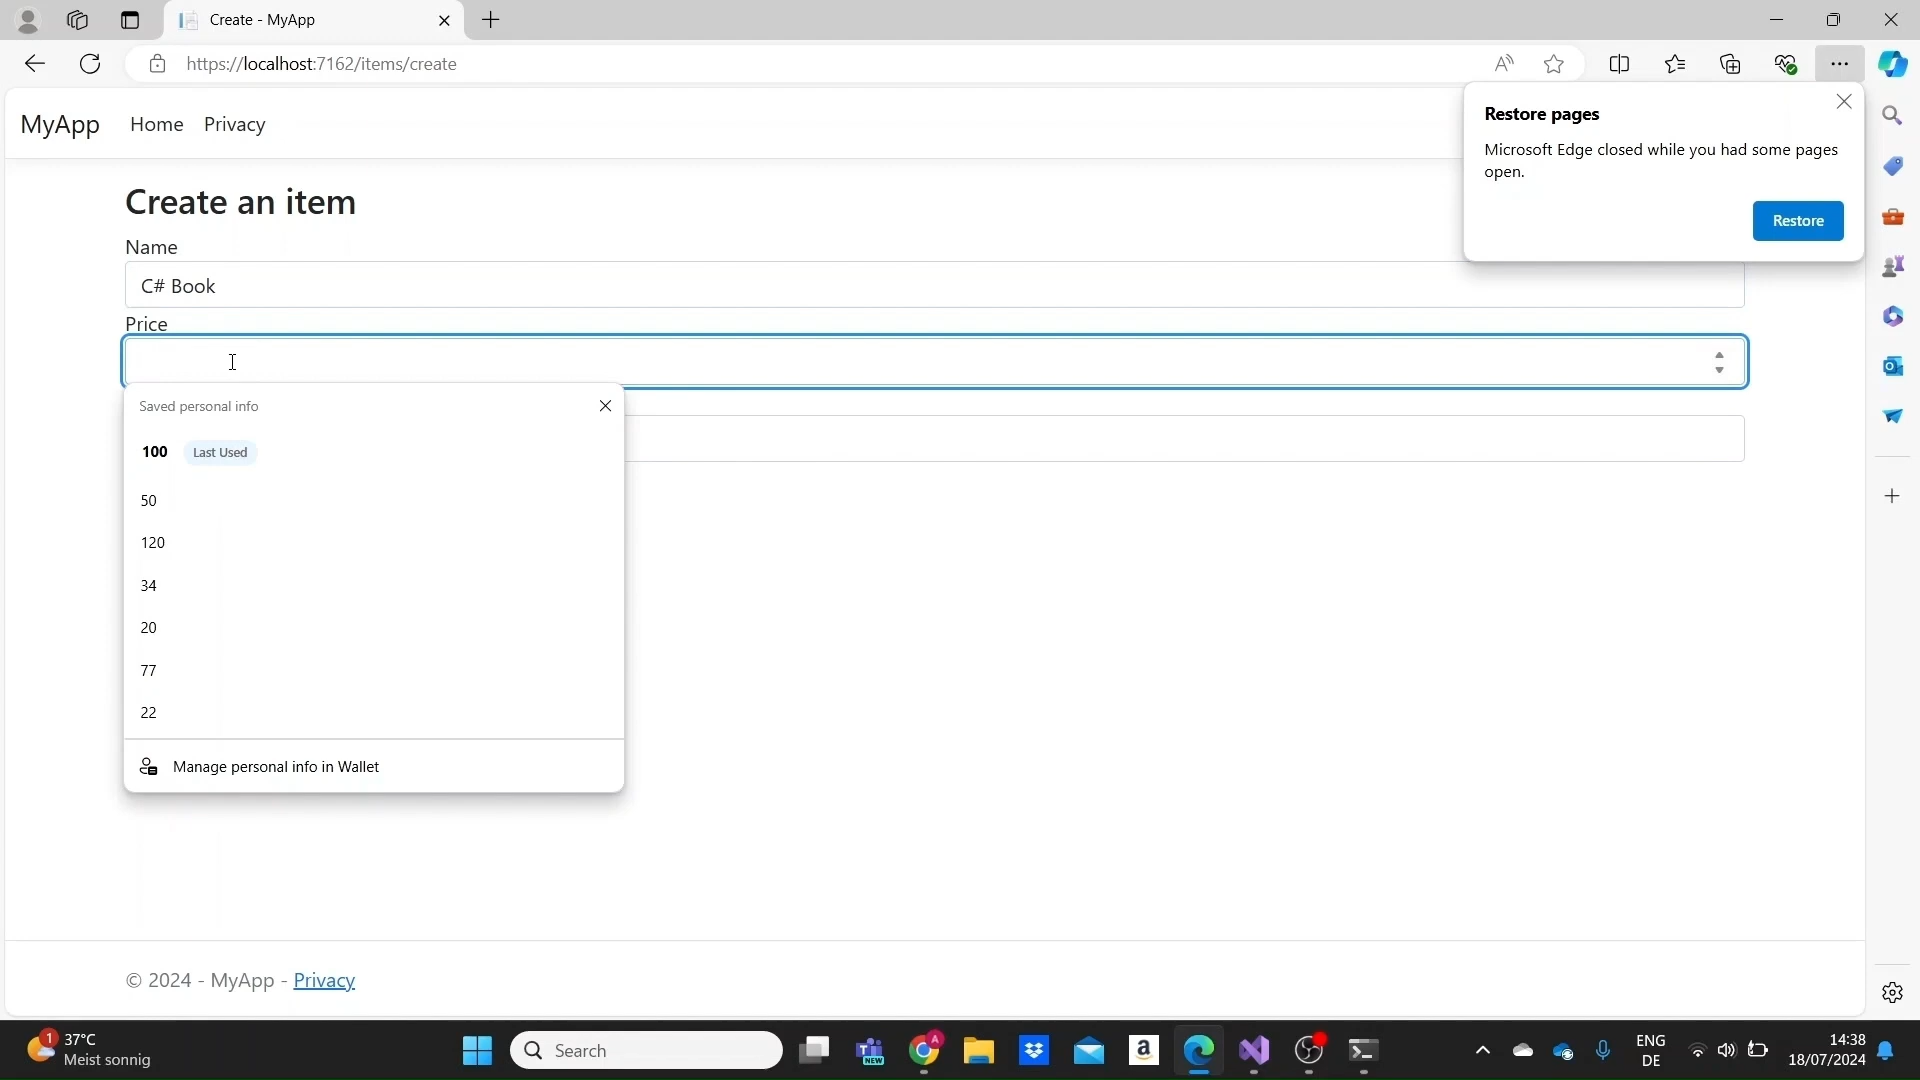 Create - MyApp
https://localhost:7162/items/create
MyApp Home Privacy
Restore pages
Microsoft Edge closed while you had some pages
open.
Restore
Create an item
Name
C# Book
Price
Saved personal info
100 Last Used
50
120
34
20
77
22
Manage personal info in Wallet
© 2024 - MyApp - Privacy
1
37°C
Meist sonnig
Search
NEW
A
a
ENG
DE
14:38
18/07/2024